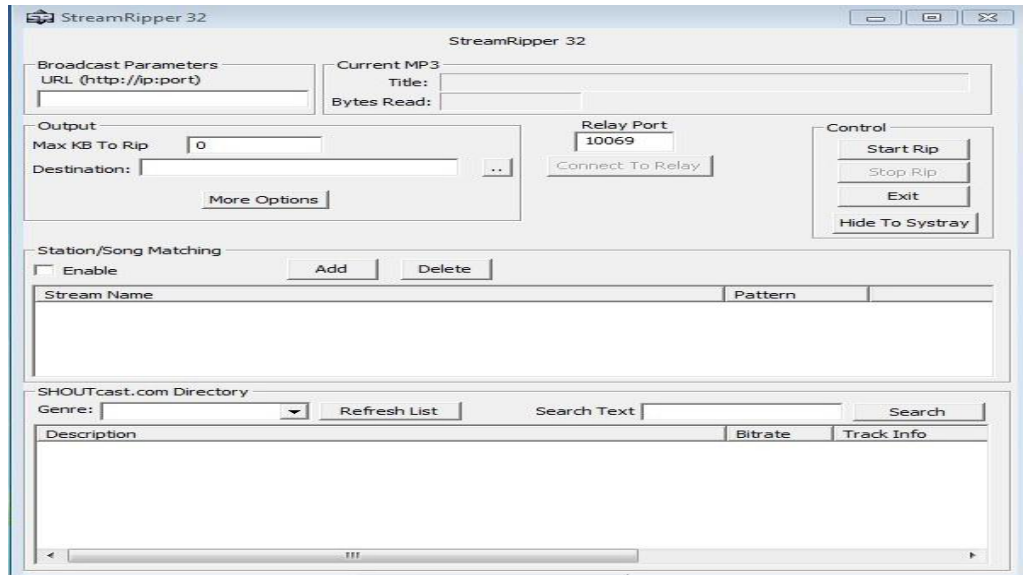 StreamRipper 32
StreamRipper 32
Broadcast Parameters
URL (http://ip:port)
Current MP3
Title:
Bytes Read:
Output
Max KB To Rip 0
Destination: ..
More Options
Relay Port
10069
Connect To Relay
Control
Start Rip
Stop Rip
Exit
Hide To Systray
Station/Song Matching
Enable Add Delete
Stream Name Pattern
SHOUTcast.com Directory
Genre: Refresh List Search Text Search
Description Bitrate Track Info